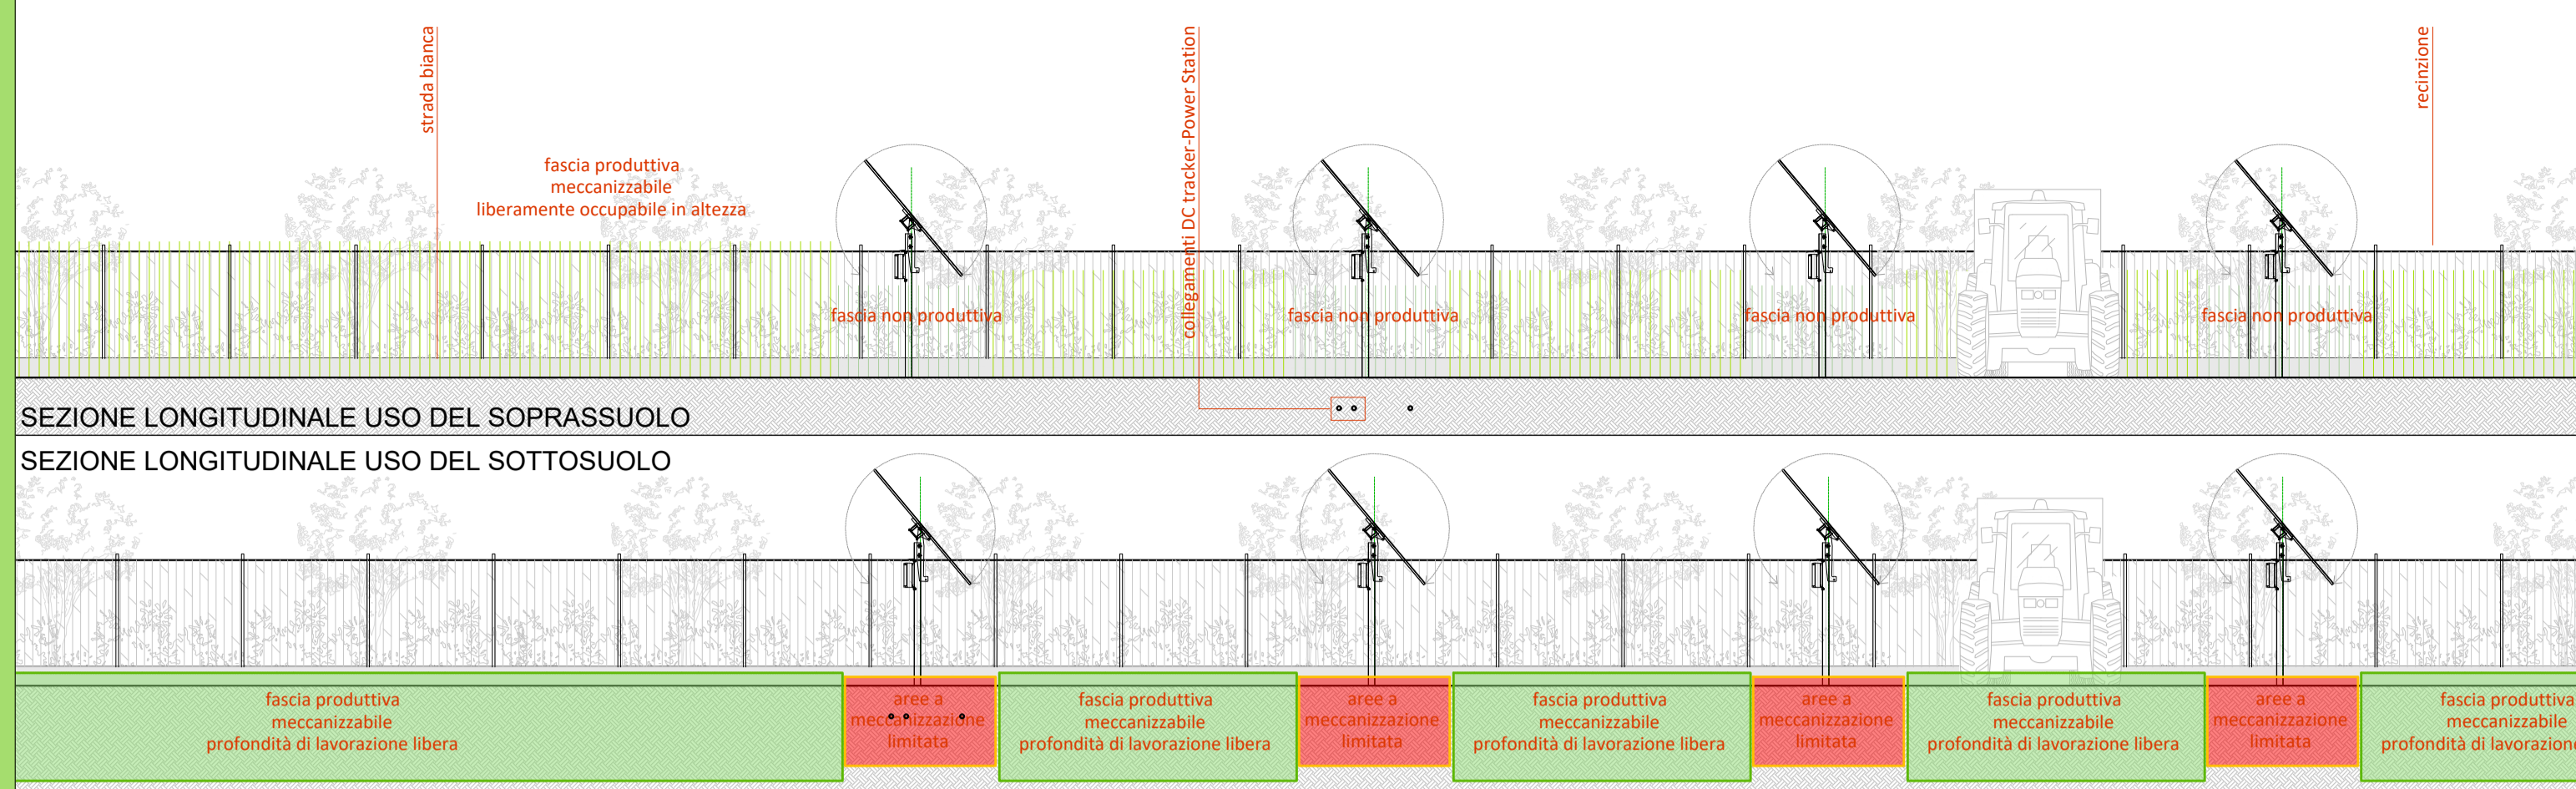 strada bianca
fascia produttiva
meccanizzabile
liberamente occupabile in altezza
collegamenti DC tracker-Power Station
recinzione
fascia non produttiva
fascia non produttiva
fascia non produttiva
fascia non produttiva
SEZIONE LONGITUDINALE USO DEL SOPRASSUOLO
SEZIONE LONGITUDINALE USO DEL SOTTOSUOLO
fascia produttiva
meccanizzabile
profondità di lavorazione libera
aree a
meccanizzazione
limitata
fascia produttiva
meccanizzabile
profondità di lavorazione libera
aree a
meccanizzazione
limitata
fascia produttiva
meccanizzabile
profondità di lavorazione libera
aree a
meccanizzazione
limitata
fascia produttiva
meccanizzabile
profondità di lavorazione libera
aree a
meccanizzazione
limitata
fascia produttiva
meccanizzabile
profondità di lavorazione